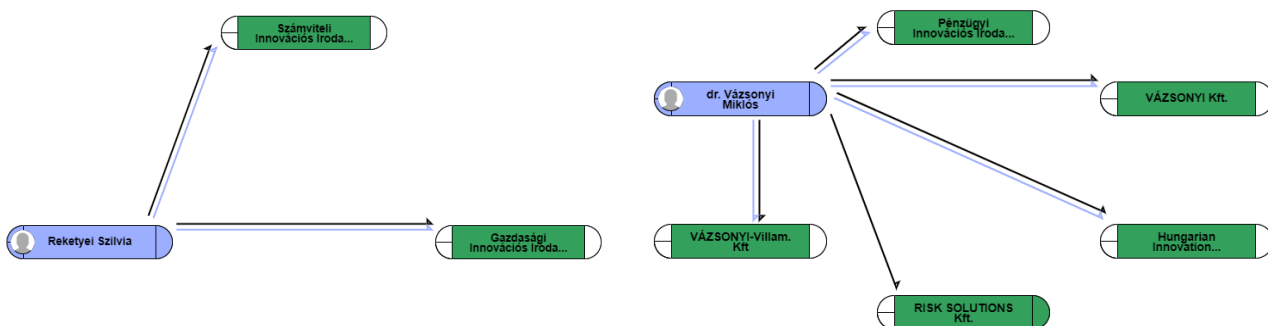 Számviteli
Innovációs Iroda...
Reketyei Szilvia
Gazdasági
Innovációs Iroda...
Pénzügyi
Innovációs Iroda...
dr. Vázsonyi
Miklós
VÁZSONYI Kft.
VÁZSONYI-Villam.
Kft
Hungarian
Innovation...
RISK SOLUTIONS
Kft.